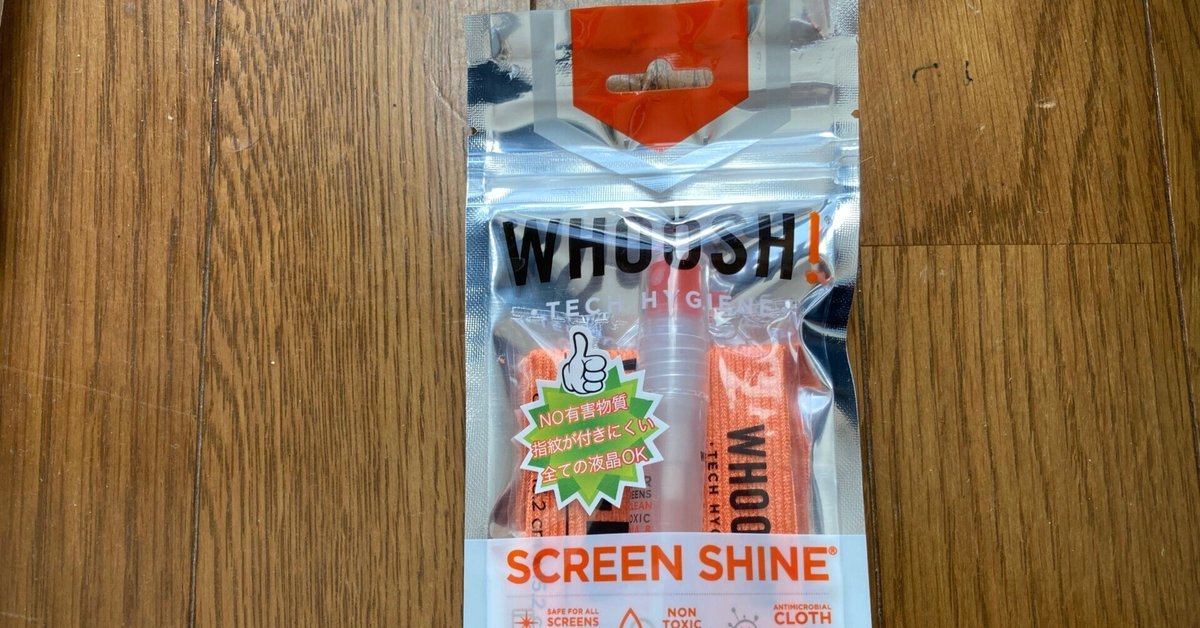 WHOOSH!
TECH HYGIENE
NO有害物質
指紋が付きにくい
全ての液晶OK
WHOO
TECH HYG
SCREEN SHINE®
SAFE FOR ALL
SCREENS
NON
TOXIC
ANTIMICROBIAL
CLOTH